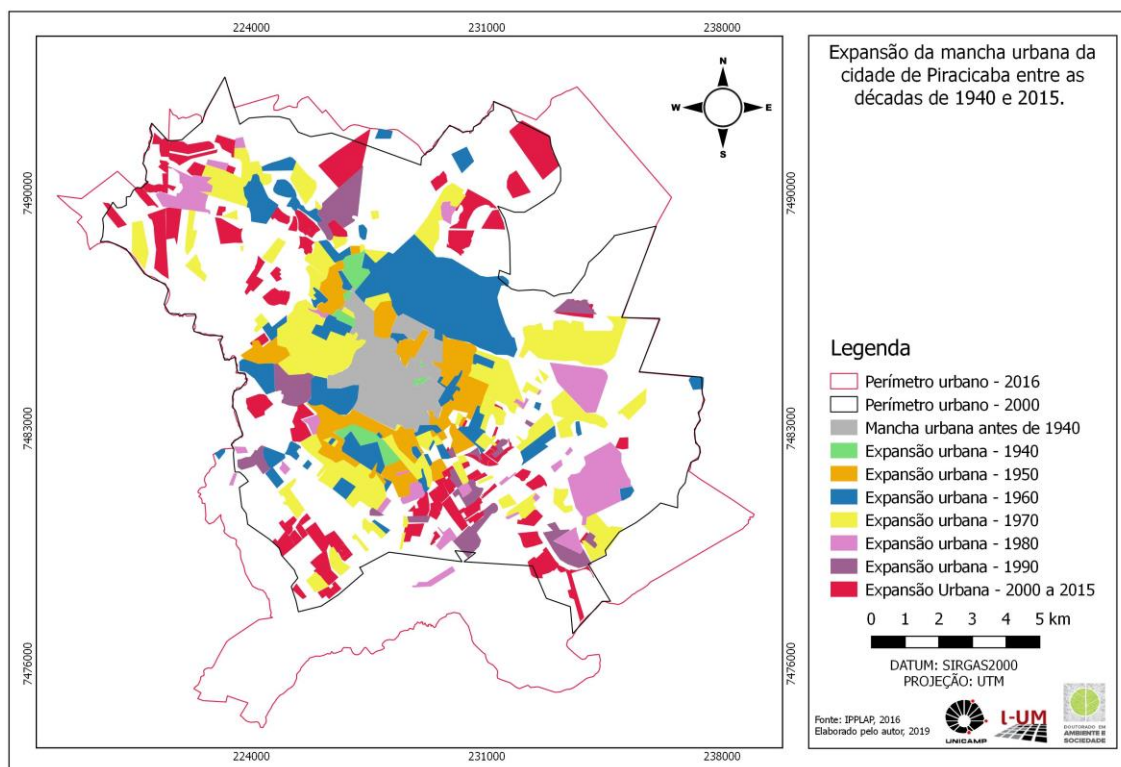 224000
231000
238000
7490000
7490000
7483000
7483000
7476000
7476000
224000
231000
238000
N
W
E
S
Expansão da mancha urbana da
cidade de Piracicaba entre as
décadas de 1940 e 2015.
Legenda
Perímetro urbano - 2016
Perímetro urbano - 2000
Mancha urbana antes de 1940
Expansão urbana - 1940
Expansão urbana - 1950
Expansão urbana - 1960
Expansão urbana - 1970
Expansão urbana - 1980
Expansão urbana - 1990
Expansão Urbana - 2000 a 2015
0 1 2 3 4 5 km
DATUM: SIRGAS2000
PROJEÇÃO: UTM
Fonte: IPPLAP, 2016
Elaborado pelo autor, 2019
UNICAMP
L-UM
DOUTORADO EM
AMBIENTE E
SOCIEDADE